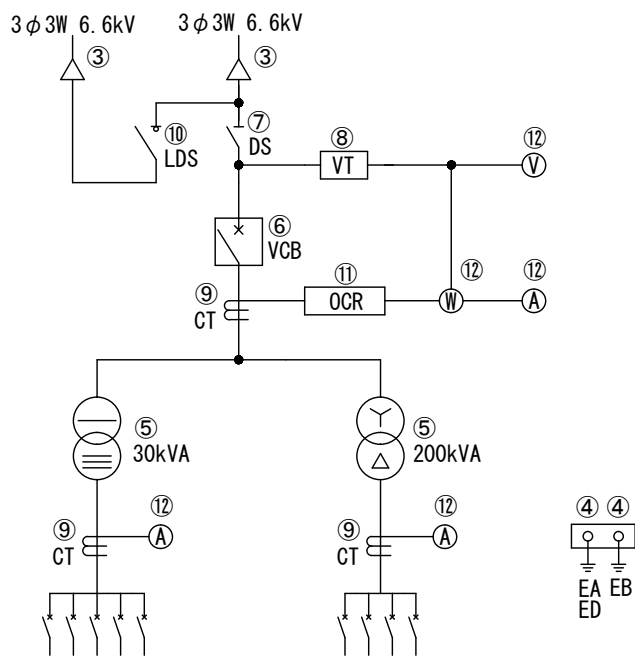 3φ3W 6.6kV
3φ3W 6.6kV
③
③
⑩
LDS
⑦
DS
⑧
VT
⑫
V
⑥
VCB
⑨
CT
⑪
OCR
⑫
W
⑫
A
⑤
30kVA
⑤
200kVA
⑨
CT
⑫
A
⑨
CT
⑫
A
④ ④
EA EB
ED